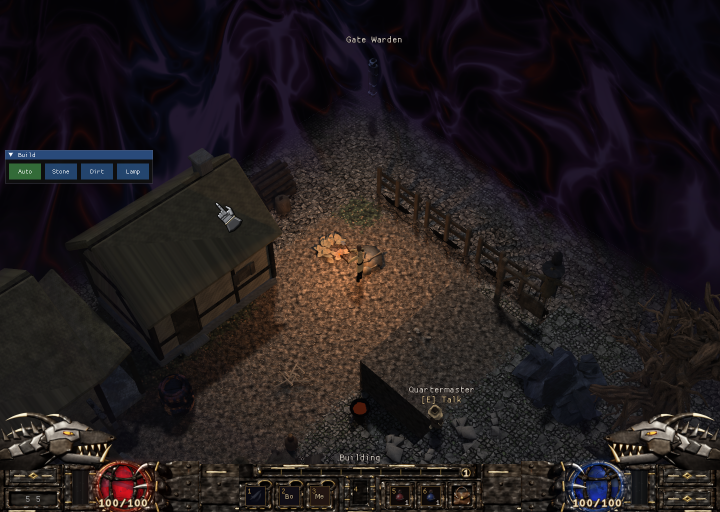 Gate Warden
Build
Auto
Stone
Dirt
Lamp
Quartermaster
[E] Talk
Building
1
5 5
100/100
Bo
Me
100/100